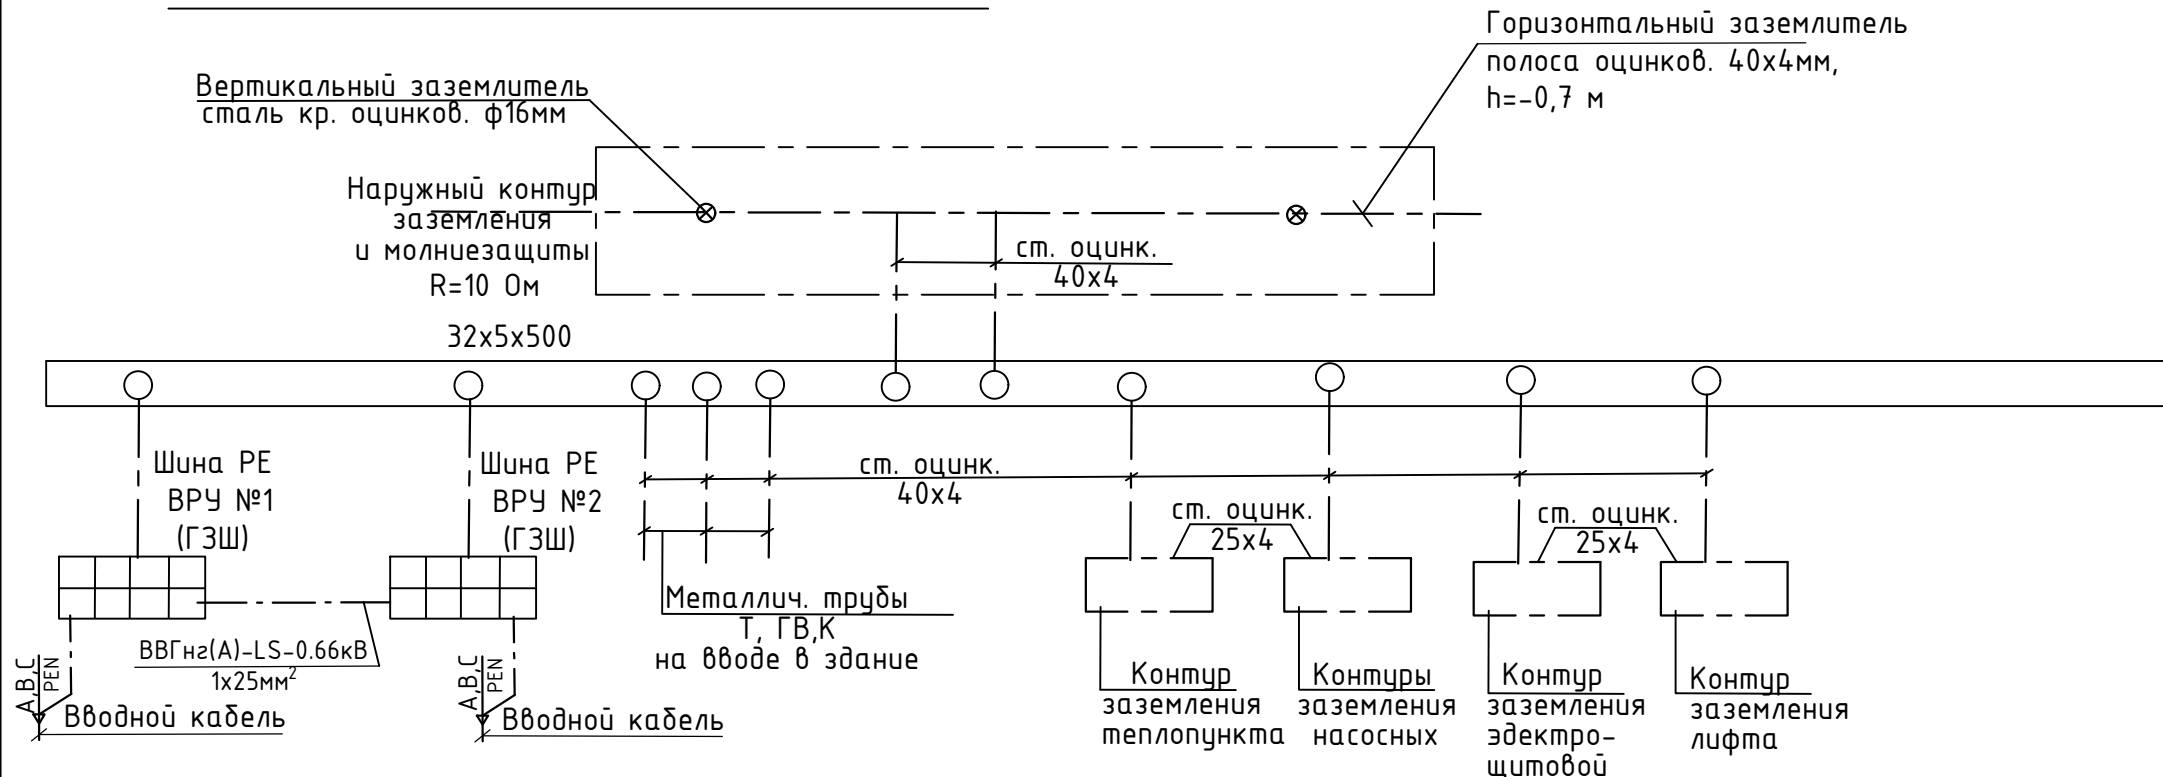 Горизонтальный заземлитель
полоса оцинков. 40х4мм,
h=-0,7 м
Вертикальный заземлитель
сталь кр. оцинков. ф16мм
Наружный контур
заземления
и молниезащиты
R=10 Ом
ст. оцинк.
40х4
32х5х500
Шина РЕ
ВРУ №1
(ГЗШ)
Шина РЕ
ВРУ №2
(ГЗШ)
ст. оцинк.
40х4
ст. оцинк.
25х4
ст. оцинк.
25х4
Металлич. трубы
Т, ГВ,К
на вводе в здание
ВВГнг(А)-LS-0.66кВ
1х25мм²
А,В,С
PEN
Вводной кабель
А,В,С
PEN
Вводной кабель
Контур
заземления
теплопункта
Контуры
заземления
насосных
Контур
заземления
эдектро-
щитовой
Контур
заземления
лифта